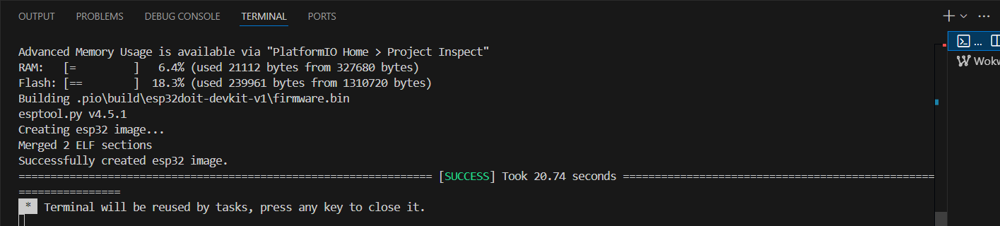 OUTPUT PROBLEMS DEBUG CONSOLE TERMINAL PORTS
Advanced Memory Usage is available via "PlatformIO Home > Project Inspect"
RAM:   [=         ]   6.4% (used 21112 bytes from 327680 bytes)
Flash: [==        ]  18.3% (used 239961 bytes from 1310720 bytes)
Building .pio\build\esp32doit-devkit-v1\firmware.bin
esptool.py v4.5.1
Creating esp32 image...
Merged 2 ELF sections
Successfully created esp32 image.
================================================================= [SUCCESS] Took 20.74 seconds =================================================
================
* Terminal will be reused by tasks, press any key to close it.
...
Wokw